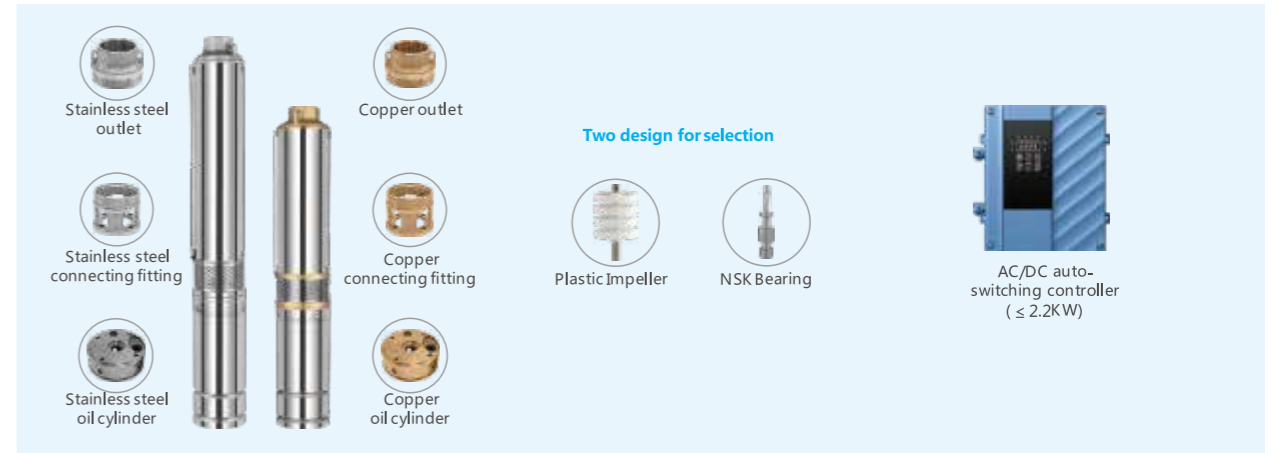 Stainless steel
outlet
Copper outlet
Two design for selection
Stainless steel
connecting fitting
Copper
connecting fitting
Plastic Impeller
NSK Bearing
AC/DC auto-
switching controller
( ≤ 2.2KW)
Stainless steel
oil cylinder
Copper
oil cylinder